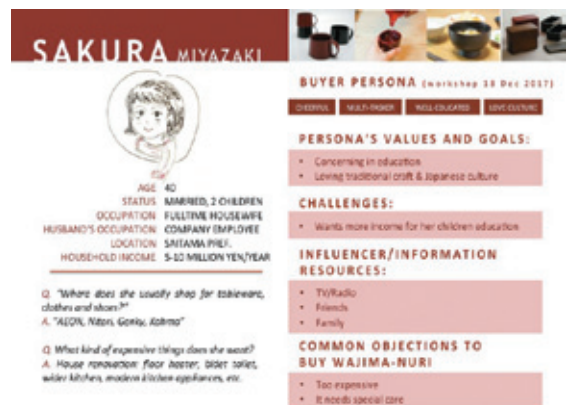 SAKURA MIYAZAKI
AGE 40
STATUS MARRIED, 2 CHILDREN
OCCUPATION FULLTIME HOUSEWIFE
HUSBAND'S OCCUPATION COMPANY EMPLOYEE
LOCATION SAITAMA PREF.
HOUSEHOLD INCOME 5-10 MILLION YEN/YEAR
Q. "Where does she usually shop for tableware,
clothes and shoes?"
A. "AEON, Nitori, Gonky, Kahma"
Q. What kind of expensive things does she want?
A. House renovation: floor heater, bidet toilet,
wider kitchen, modern kitchen appliances, etc.
BUYER PERSONA (workshop 18 Dec 2017)
CHEERFUL MULTI-TASKER WELL-EDUCATED LOVE CULTURE
PERSONA'S VALUES AND GOALS:
• Concerning in education
• Loving traditional craft & Japanese culture
CHALLENGES:
• Wants more income for her children education
INFLUENCER/INFORMATION
RESOURCES:
• TV/Radio
• Friends
• Family
COMMON OBJECTIONS TO
BUY WAJIMA-NURI
• Too expensive
• It needs special care